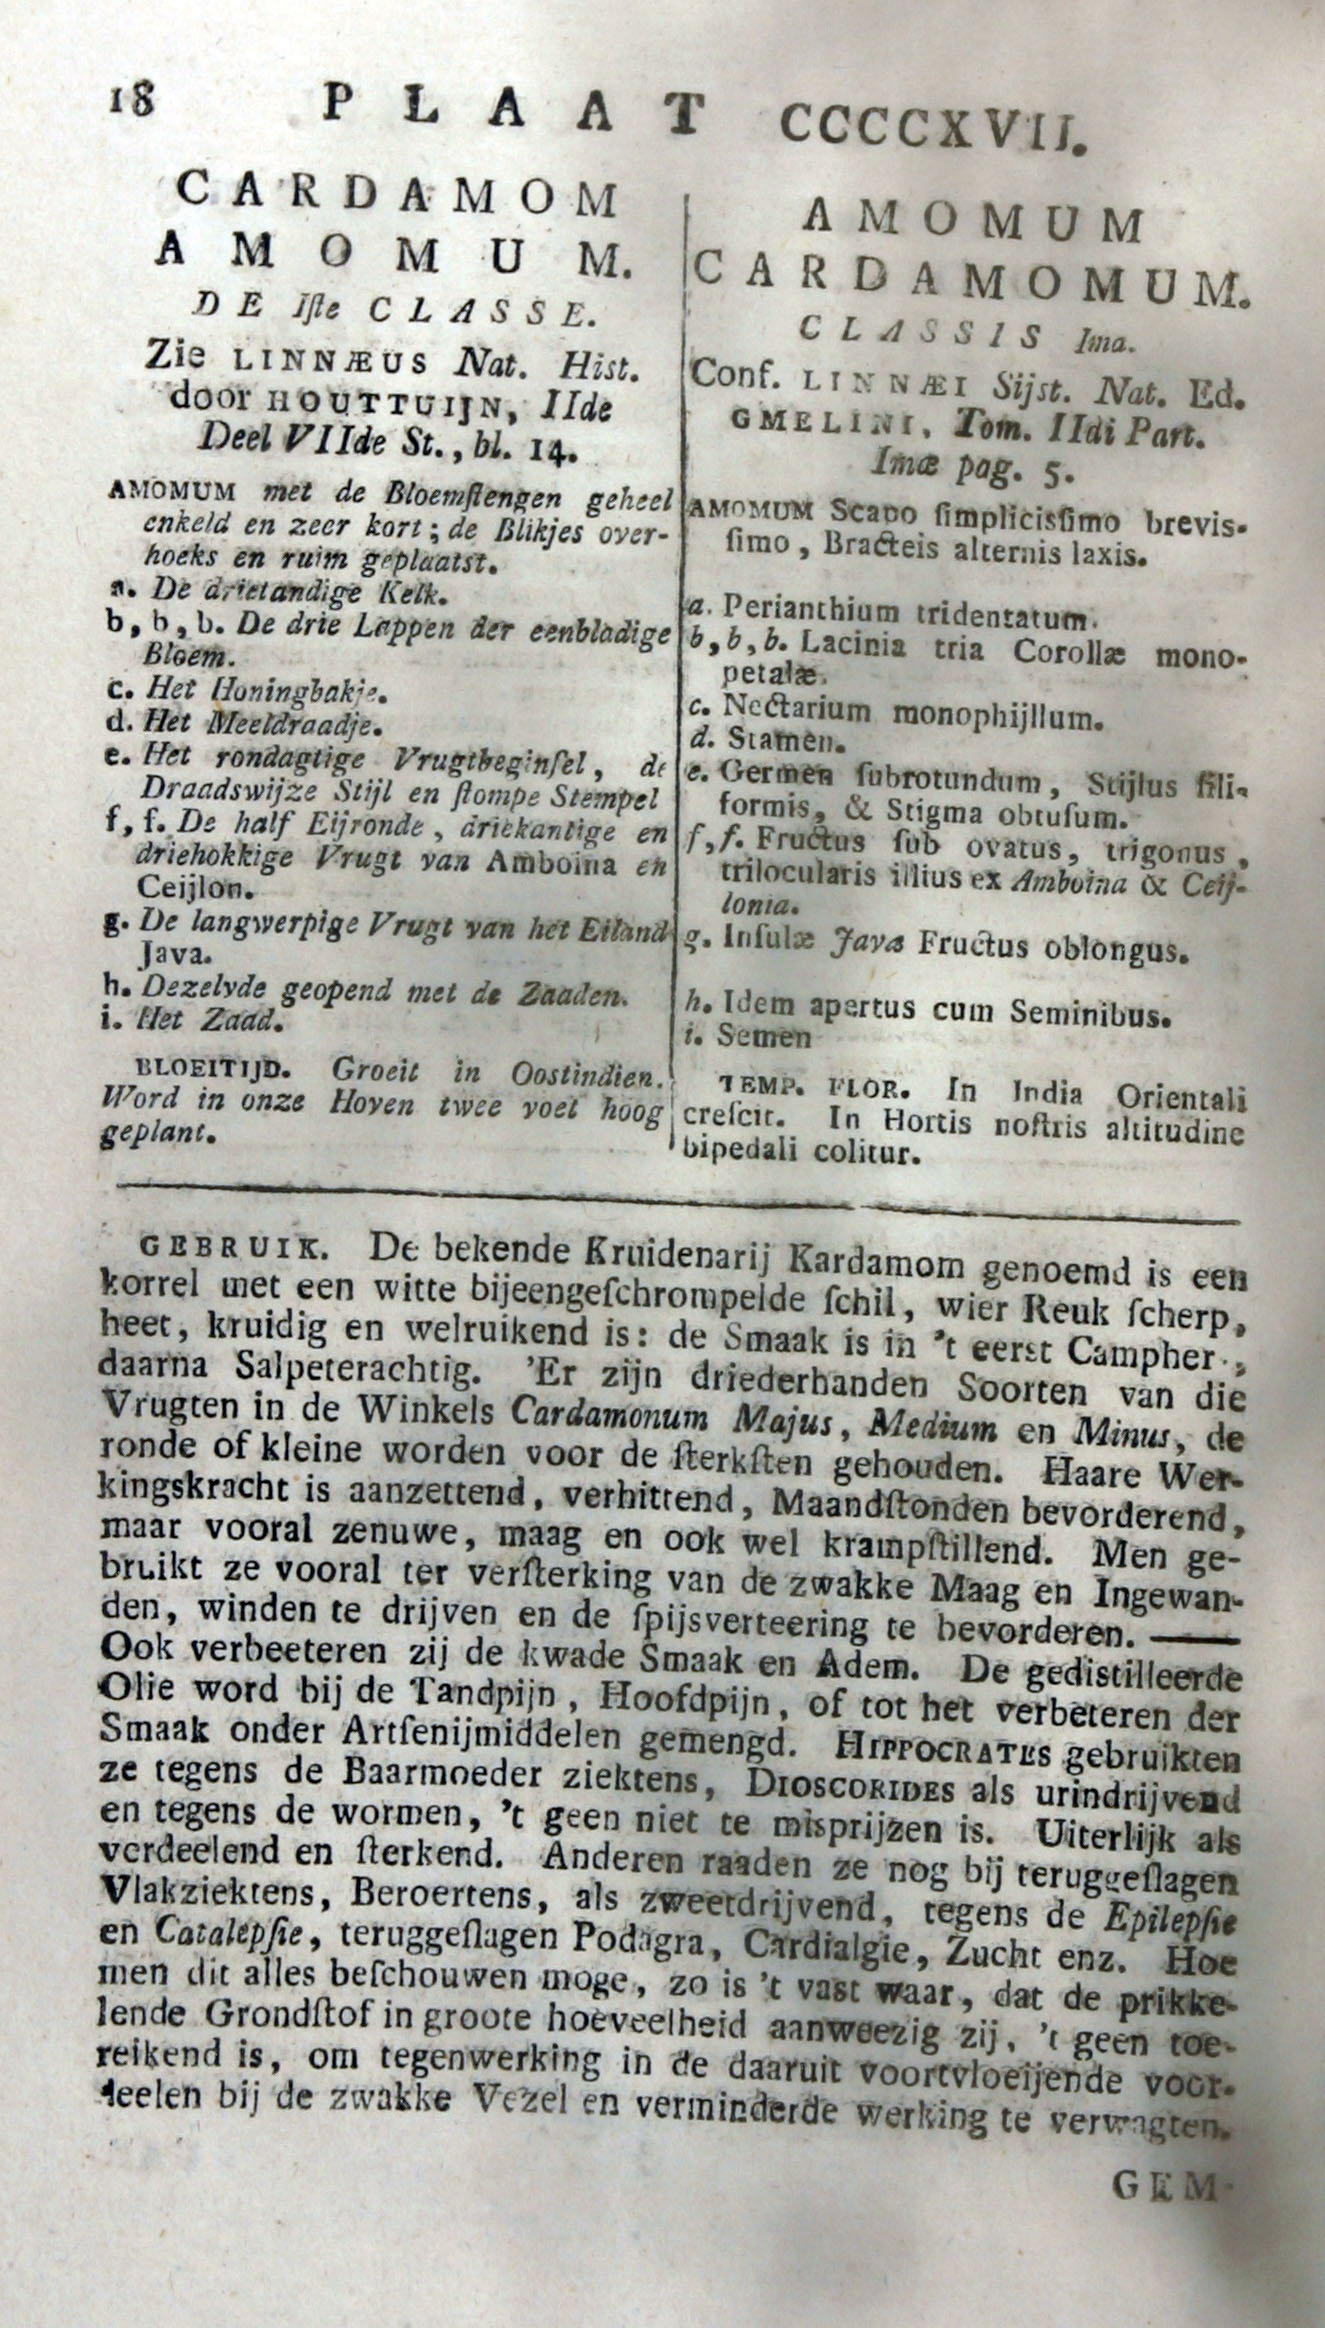 18 PLAAT CCCCXVII.
CARDAMOM
AMOMUM.
DE Iſte CLASSE.
Zie LINNÆUS Nat. Hist.
door HOUTTUIJN, IIde
Deel VIIde St., bl. 14.
AMOMUM met de Bloemſtengen geheel
enkeld en zeer kort; de Blikjes over-
hoeks en ruim geplaatst.
a. De drietandige Kelk.
b, b, b. De drie Lappen der eenbladige
Bloem.
c. Het Honingbakje.
d. Het Meeldraadje.
e. Het rondagtige Vrugtbeginſel, de
Draadswijze Stijl en ſtompe Stempel
f, f. De half Eijronde, driekantige en
driehokkige Vrugt van Amboina en
Ceijlon.
g. De langwerpige Vrugt van het Eiland
Java.
h. Dezelvde geopend met de Zaaden.
i. Het Zaad.
BLOEITIJD. Groeit in Oostindien.
Word in onze Hoven twee voet hoog
geplant.
AMOMUM
CARDAMOMUM.
CLASSIS Ima.
Conf. LINNÆI Sijst. Nat. Ed.
GMELINI, Tom. IIdi Part.
Imæ pag. 5.
AMOMUM Scapo ſimplicisſimo brevis-
ſimo, Bracteis alternis laxis.
a. Perianthium tridentatum.
b, b, b. Lacinia tria Corollæ mono-
petalæ.
c. Nectarium monophijllum.
d. Stamen.
e. Germen ſubrotundum, Stijlus fili-
formis, & Stigma obtuſum.
f, f. Fructus ſub ovatus, trigonus,
trilocularis illius ex Amboina & Ceij-
lonia.
g. Inſulæ Javæ Fructus oblongus.
h. Idem apertus cum Seminibus.
i. Semen
TEMP. FLOR. In India Orientali
creſcit. In Hortis noſtris altitudine
bipedali colitur.
GEBRUIK. De bekende Kruidenarij Kardamom genoemd is een
korrel met een witte bijeengeſchrompelde ſchil, wier Reuk ſcherp,
heet, kruidig en welruikend is: de Smaak is in 't eerst Campher,
daarna Salpeterachtig. 'Er zijn driederhanden Soorten van die
Vrugten in de Winkels Cardamonum Majus, Medium en Minus, de
ronde of kleine worden voor de ſterkſten gehouden. Haare Wer-
kingskracht is aanzettend, verhittend, Maandſtonden bevorderend,
maar vooral zenuwe, maag en ook wel krampſtillend. Men ge-
bruikt ze vooral ter verſterking van de zwakke Maag en Ingewan-
den, winden te drijven en de ſpijsverteering te bevorderen. ——
Ook verbeeteren zij de kwade Smaak en Adem. De gedistilleerde
Olie word bij de Tandpijn, Hoofdpijn, of tot het verbeteren der
Smaak onder Artſenijmiddelen gemengd. HIPPOCRATES gebruikten
ze tegens de Baarmoeder ziektens, DIOSCORIDES als urindrijvend
en tegens de wormen, 't geen niet te misprijzen is. Uiterlijk als
verdeelend en ſterkend. Anderen raaden ze nog bij teruggeſlagen
Vlakziektens, Beroertens, als zweetdrijvend, tegens de Epilepſie
en Catalepſie, teruggeſlagen Podagra, Cardialgie, Zucht enz. Hoe
men dit alles beſchouwen moge, zo is 't vast waar, dat de prikke-
lende Grondſtof in groote hoeveelheid aanweezig zij, 't geen toe-
reikend is, om tegenwerking in de daaruit voortvloeijende voor-
deelen bij de zwakke Vezel en verminderde werking te verwagten.
GEM-